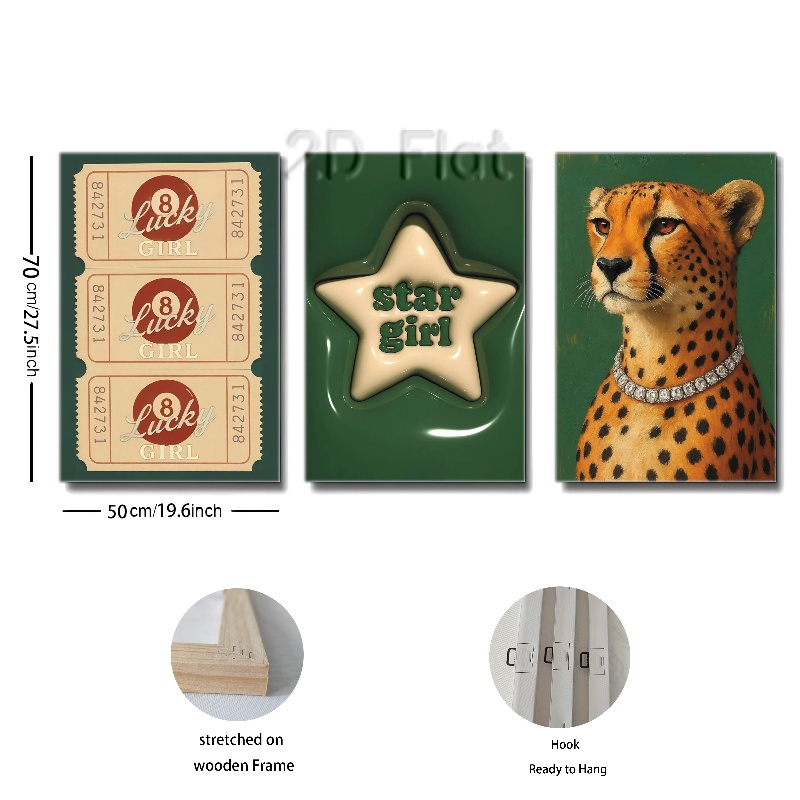 2D Flat
842731
8
Lucky
GIRL
842731
842731
8
Lucky
GIRL
842731
842731
8
Lucky
GIRL
842731
star
girl
70cm/27.5inch
50cm/19.6inch
stretched on
wooden Frame
Hook
Ready to Hang